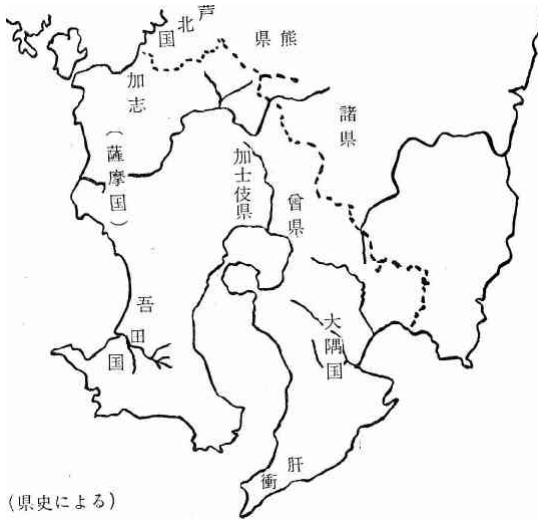 芦北国
熊県
加志
諸県
(薩摩国)
加士伎県
曾県
吾田国
大隅国
肝衝
(県史による)